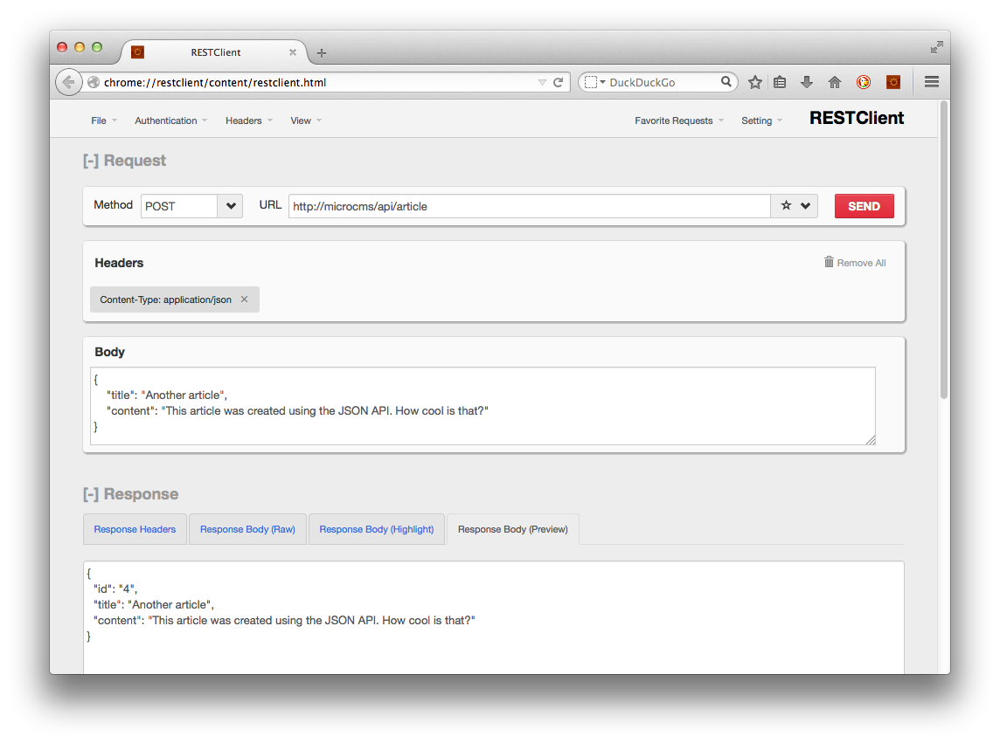 RESTClient
chrome://restclient/content/restclient.html
DuckDuckGo
File Authentication Headers View Favorite Requests Setting RESTClient
[-] Request
Method POST URL http://microcms/api/article SEND
Headers Remove All
Content-Type: application/json
Body
{
"title": "Another article",
"content": "This article was created using the JSON API. How cool is that?"
}
[-] Response
Response Headers Response Body (Raw) Response Body (Highlight) Response Body (Preview)
{
"id": "4",
"title": "Another article",
"content": "This article was created using the JSON API. How cool is that?"
}